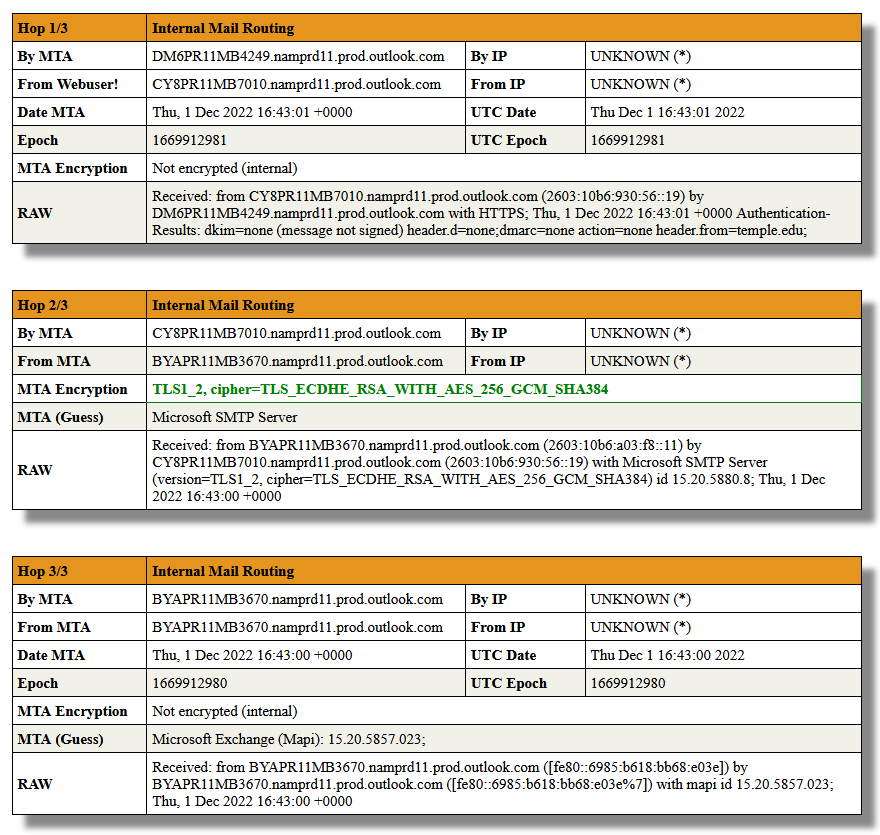 Hop 1/3 Internal Mail Routing
By MTA DM6PR11MB4249.namprd11.prod.outlook.com By IP UNKNOWN (*)
From Webuser! CY8PR11MB7010.namprd11.prod.outlook.com From IP UNKNOWN (*)
Date MTA Thu, 1 Dec 2022 16:43:01 +0000 UTC Date Thu Dec 1 16:43:01 2022
Epoch 1669912981 UTC Epoch 1669912981
MTA Encryption Not encrypted (internal)
RAW
Received: from CY8PR11MB7010.namprd11.prod.outlook.com (2603:10b6:930:56::19) by
DM6PR11MB4249.namprd11.prod.outlook.com with HTTPS; Thu, 1 Dec 2022 16:43:01 +0000 Authentication-
Results: dkim=none (message not signed) header.d=none;dmarc=none action=none header.from=temple.edu;
Hop 2/3 Internal Mail Routing
By MTA CY8PR11MB7010.namprd11.prod.outlook.com By IP UNKNOWN (*)
From MTA BYAPR11MB3670.namprd11.prod.outlook.com From IP UNKNOWN (*)
MTA Encryption TLS1_2, cipher=TLS_ECDHE_RSA_WITH_AES_256_GCM_SHA384
MTA (Guess) Microsoft SMTP Server
RAW
Received: from BYAPR11MB3670.namprd11.prod.outlook.com (2603:10b6:a03:f8::11) by
CY8PR11MB7010.namprd11.prod.outlook.com (2603:10b6:930:56::19) with Microsoft SMTP Server
(version=TLS1_2, cipher=TLS_ECDHE_RSA_WITH_AES_256_GCM_SHA384) id 15.20.5880.8; Thu, 1 Dec
2022 16:43:00 +0000
Hop 3/3 Internal Mail Routing
By MTA BYAPR11MB3670.namprd11.prod.outlook.com By IP UNKNOWN (*)
From MTA BYAPR11MB3670.namprd11.prod.outlook.com From IP UNKNOWN (*)
Date MTA Thu, 1 Dec 2022 16:43:00 +0000 UTC Date Thu Dec 1 16:43:00 2022
Epoch 1669912980 UTC Epoch 1669912980
MTA Encryption Not encrypted (internal)
MTA (Guess) Microsoft Exchange (Mapi): 15.20.5857.023;
RAW
Received: from BYAPR11MB3670.namprd11.prod.outlook.com ([fe80::6985:b618:bb68:e03e]) by
BYAPR11MB3670.namprd11.prod.outlook.com ([fe80::6985:b618:bb68:e03e%7]) with mapi id 15.20.5857.023;
Thu, 1 Dec 2022 16:43:00 +0000